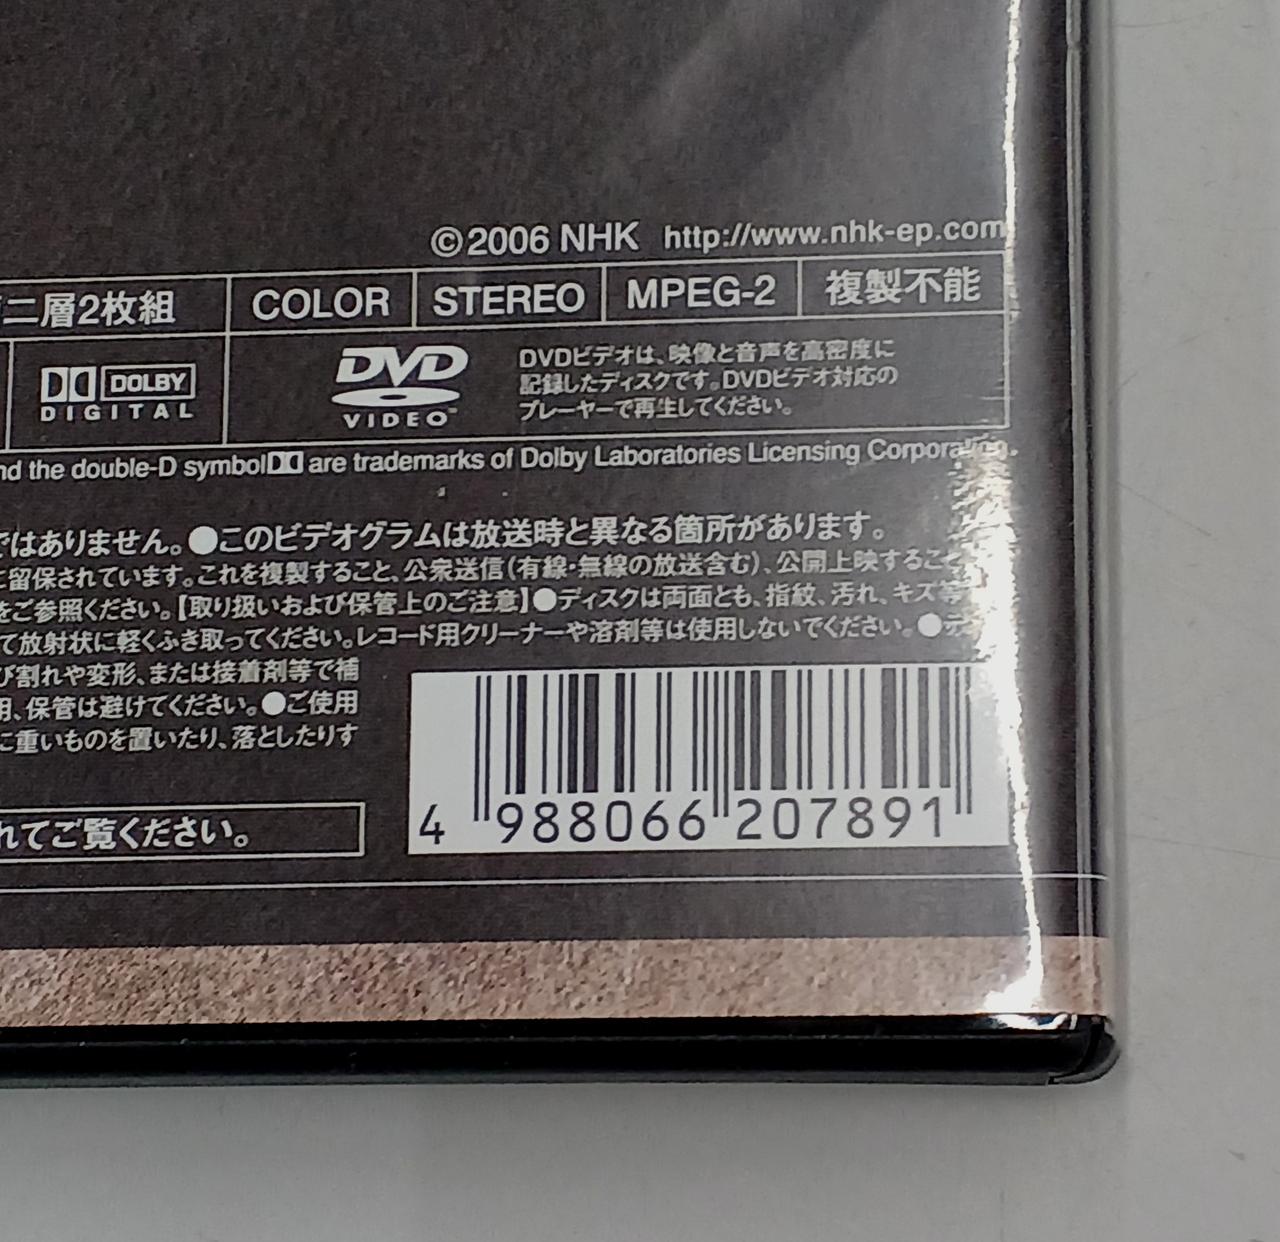 ©2006 NHK http://www.nhk-ep.com
二層2枚組 COLOR STEREO MPEG-2 複製不能
DOLBY
DIGITAL
DVD
VIDEO™
DVDビデオは、映像と音声を高密度に
記録したディスクです。DVDビデオ対応の
プレーヤーで再生してください。
the double-D symbol are trademarks of Dolby Laboratories Licensing Corporation.
ではありません。●このビデオグラムは放送時と異なる箇所があります。
留保されています。これを複製すること、公衆送信(有線・無線の放送含む)、公開上映すること
をご参照ください。【取り扱いおよび保管上のご注意】●ディスクは両面とも、指紋、汚れ、キズ等
て放射状に軽くふき取ってください。レコード用クリーナーや溶剤等は使用しないでください。●デ
び割れや変形、または接着剤等で補
用、保管は避けてください。●ご使用
に重いものを置いたり、落としたりす
れてご覧ください。
4 988066 207891